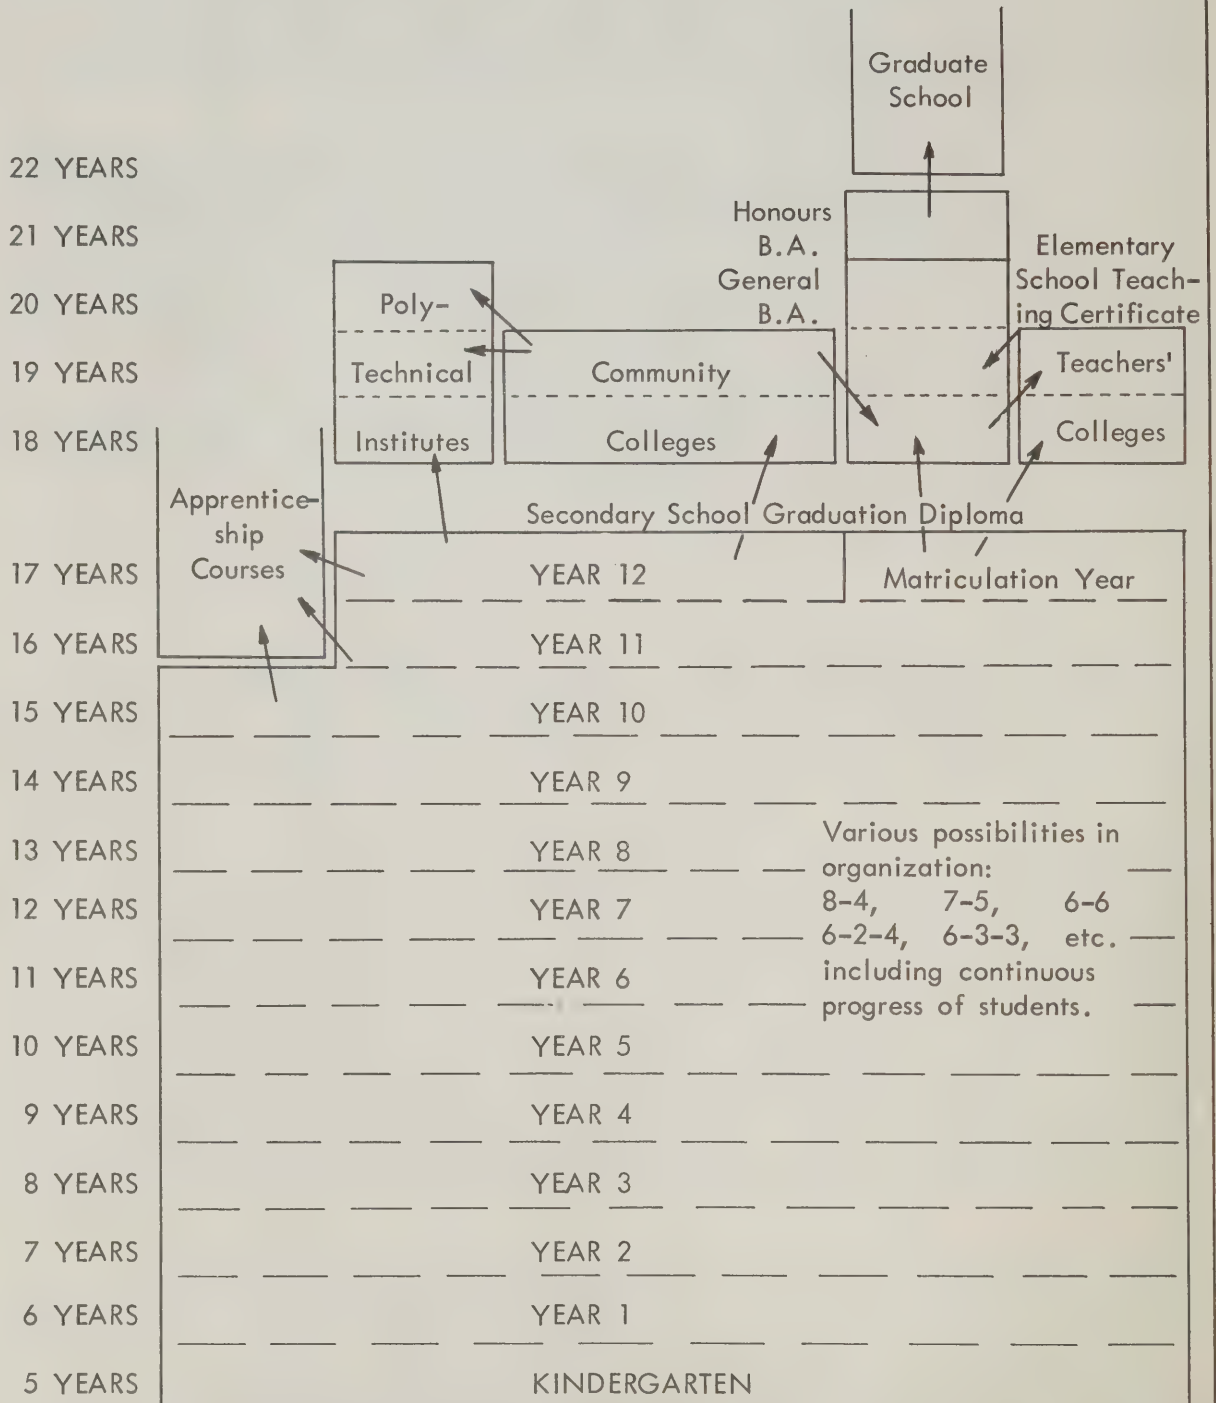 Graduate
School
22 YEARS
Honours
21 YEARS
B.A.
Elementary
General
School Teach-
20 YEARS
Poly-
B.A.
ing Certificate
19 YEARS
Technical
Community
Teachers'
18 YEARS
Institutes
Colleges
Colleges
Apprentice-
ship
Courses
Secondary School Graduation Diploma
17 YEARS
YEAR 12
Matriculation Year
16 YEARS
YEAR 11
15 YEARS
YEAR 10
14 YEARS
YEAR 9
13 YEARS
YEAR 8
Various possibilities in
organization:
8-4, 7-5, 6-6
6-2-4, 6-3-3, etc.
including continuous
progress of students.
12 YEARS
YEAR 7
11 YEARS
YEAR 6
10 YEARS
YEAR 5
9 YEARS
YEAR 4
8 YEARS
YEAR 3
7 YEARS
YEAR 2
6 YEARS
YEAR 1
5 YEARS
KINDERGARTEN